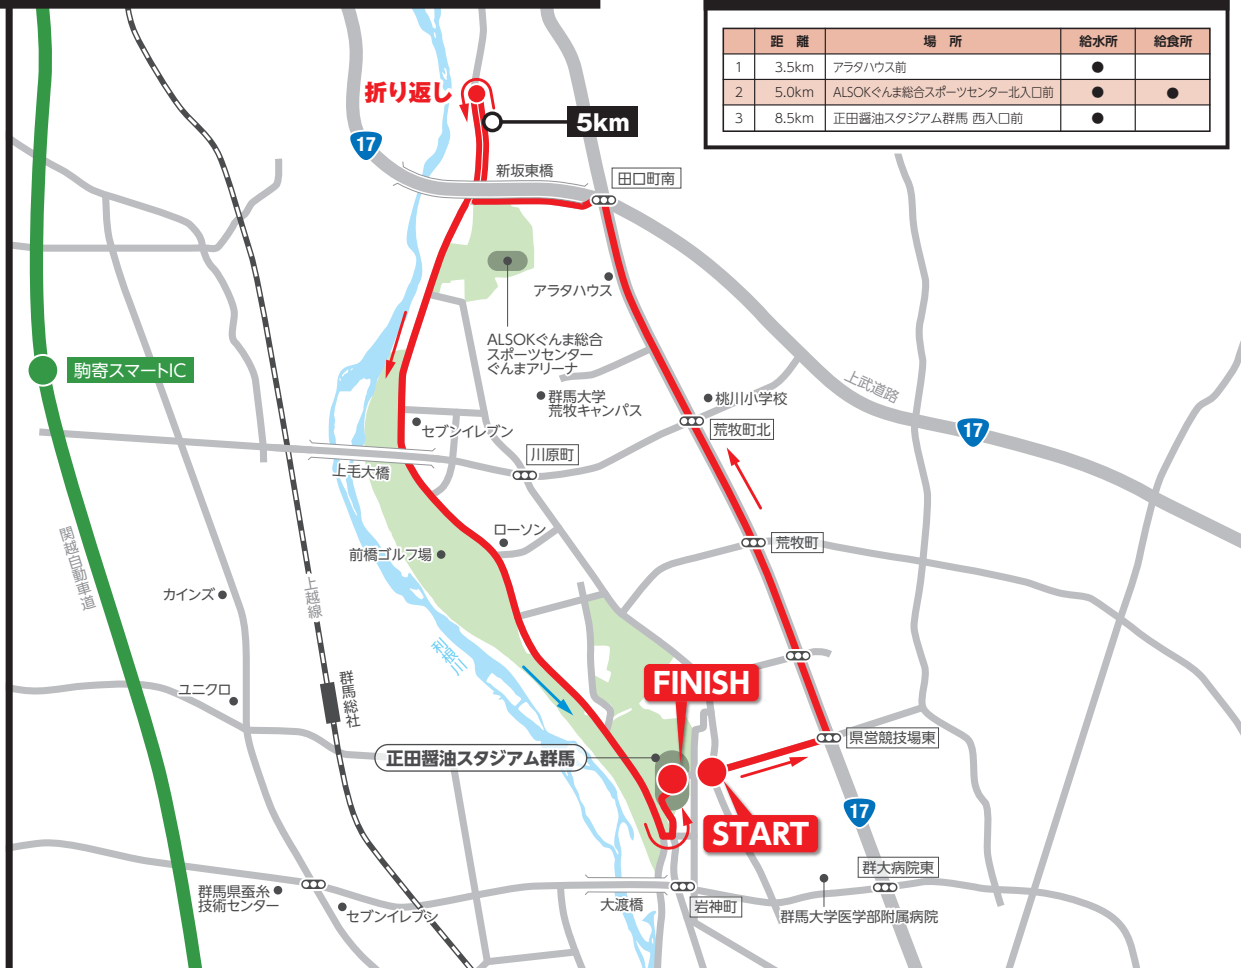 距 離 場 所 給水所 給食所
1 3.5km アラタハウス前 ●
2 5.0km ALSOKぐんま総合スポーツセンター北入口前 ● ●
3 8.5km 正田醤油スタジアム群馬 西入口前 ●
折り返し
5km
17
新坂東橋
田口町南
アラタハウス
ALSOKぐんま総合
スポーツセンター
ぐんまアリーナ
駒寄スマートIC
上武道路
群馬大学
荒牧キャンパス
桃川小学校
17
セブンイレブン
荒牧町北
川原町
上毛大橋
ローソン
関越自動車道
前橋ゴルフ場
荒牧町
上越線
カインズ
利根川
群馬総社
ユニクロ
FINISH
県営競技場東
正田醤油スタジアム群馬
START
17
群大病院東
群馬県蚕糸
技術センター
セブンイレブン
大渡橋
岩神町
群馬大学医学部附属病院